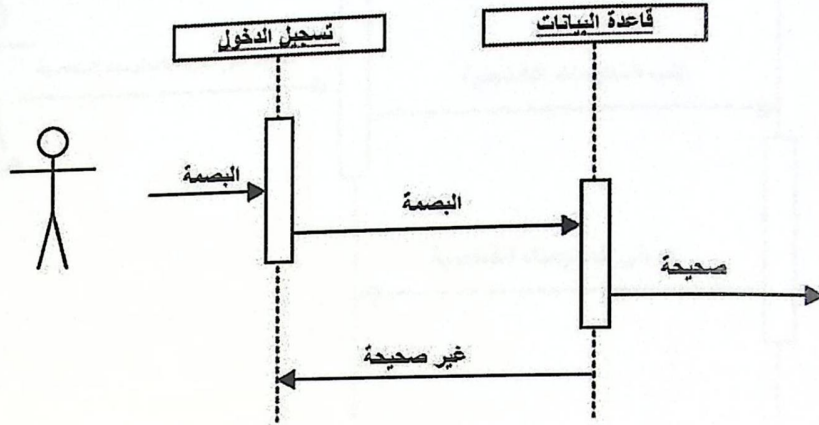 قاعدة البيانات
تسجيل الدخول
البصمة
البصمة
صحيحة
غير صحيحة